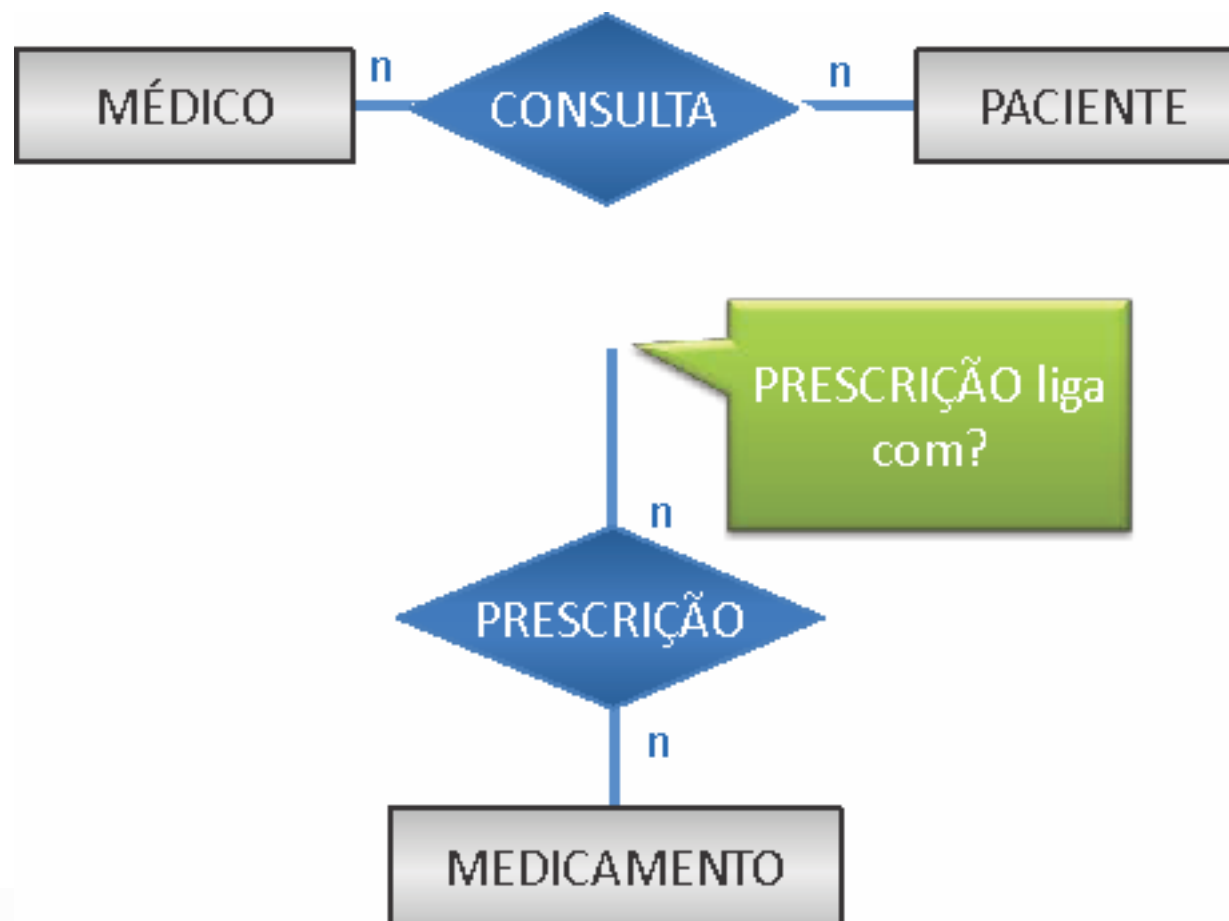 n
n
MÉDICO
CONSULTA
PACIENTE
PRESCRIÇÃO liga
com?
n
PRESCRIÇÃO
n
MEDICAMENTO